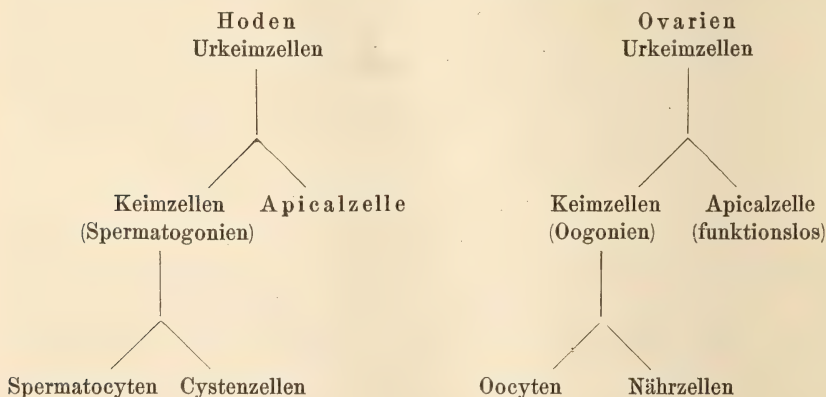 Hoden
Urkeimzellen
Keimzellen
(Spermatogonien)
Apicalzelle
Spermatocyten
Cystenzellen
Ovarien
Urkeimzellen
Keimzellen
(Oogonien)
Apicalzelle
(funktionslos)
Oocyten
Nährzellen